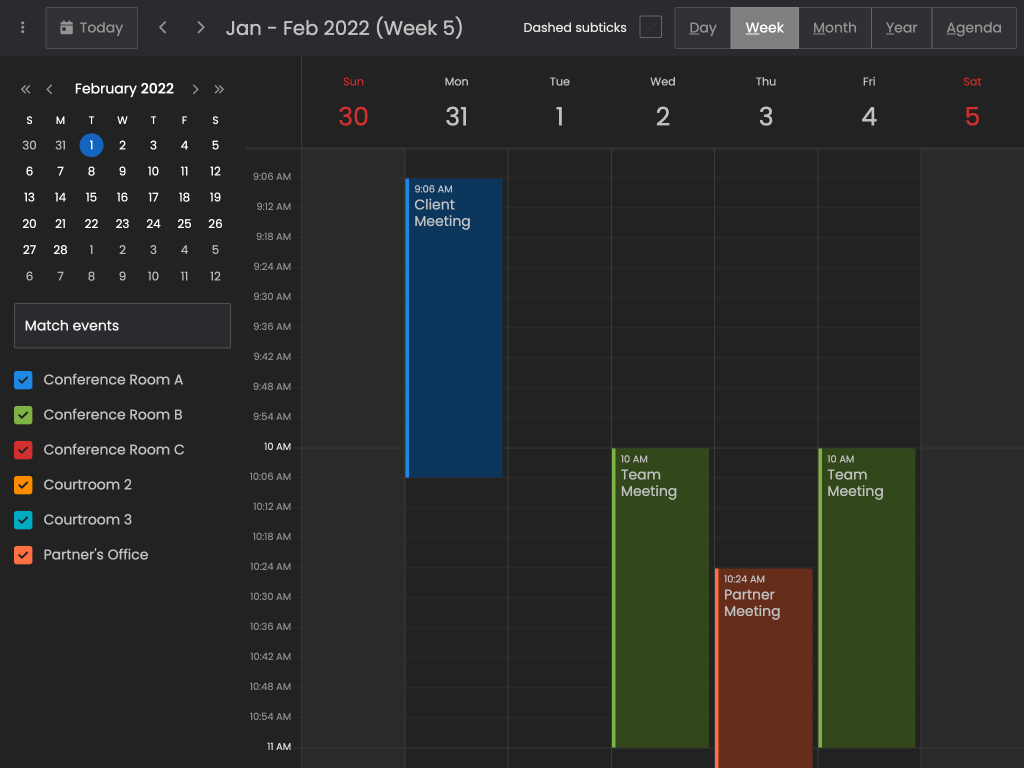 Today
Jan - Feb 2022 (Week 5)
Dashed subticks
Day
Week
Month
Year
Agenda
February 2022
S M T W T F S
30 31 1 2 3 4 5
6 7 8 9 10 11 12
13 14 15 16 17 18 19
20 21 22 23 24 25 26
27 28 1 2 3 4 5
6 7 8 9 10 11 12
Match events
Conference Room A
Conference Room B
Conference Room C
Courtroom 2
Courtroom 3
Partner's Office
Sun Mon Tue Wed Thu Fri Sat
30 31 1 2 3 4 5
9:06 AM
9:12 AM
9:18 AM
9:24 AM
9:30 AM
9:36 AM
9:42 AM
9:48 AM
9:54 AM
10 AM
10:06 AM
10:12 AM
10:18 AM
10:24 AM
10:30 AM
10:36 AM
10:42 AM
10:48 AM
10:54 AM
11 AM
9:06 AM
Client
Meeting
10 AM
Team
Meeting
10:24 AM
Partner
Meeting
10 AM
Team
Meeting